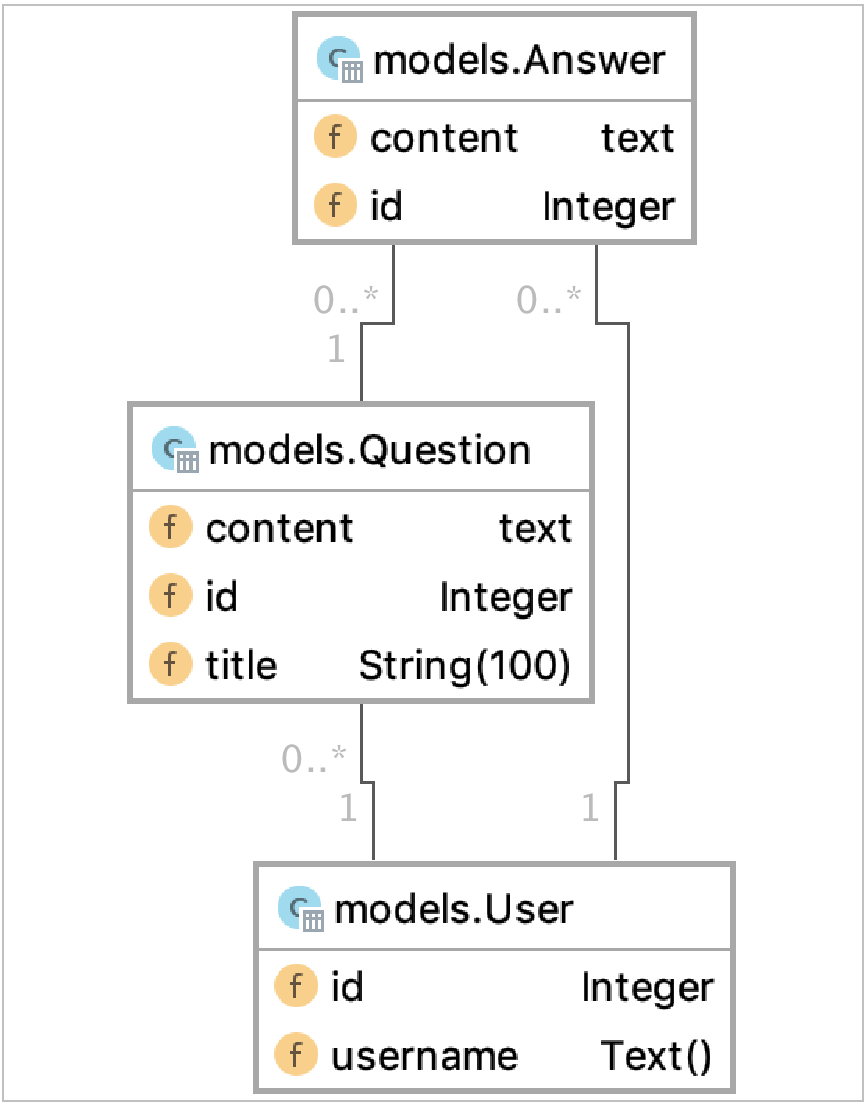 models.Answer
f content text
f id Integer
0..* 0..*
1
models.Question
f content text
f id Integer
f title String(100)
0..*
1 1
models.User
f id Integer
f username Text()